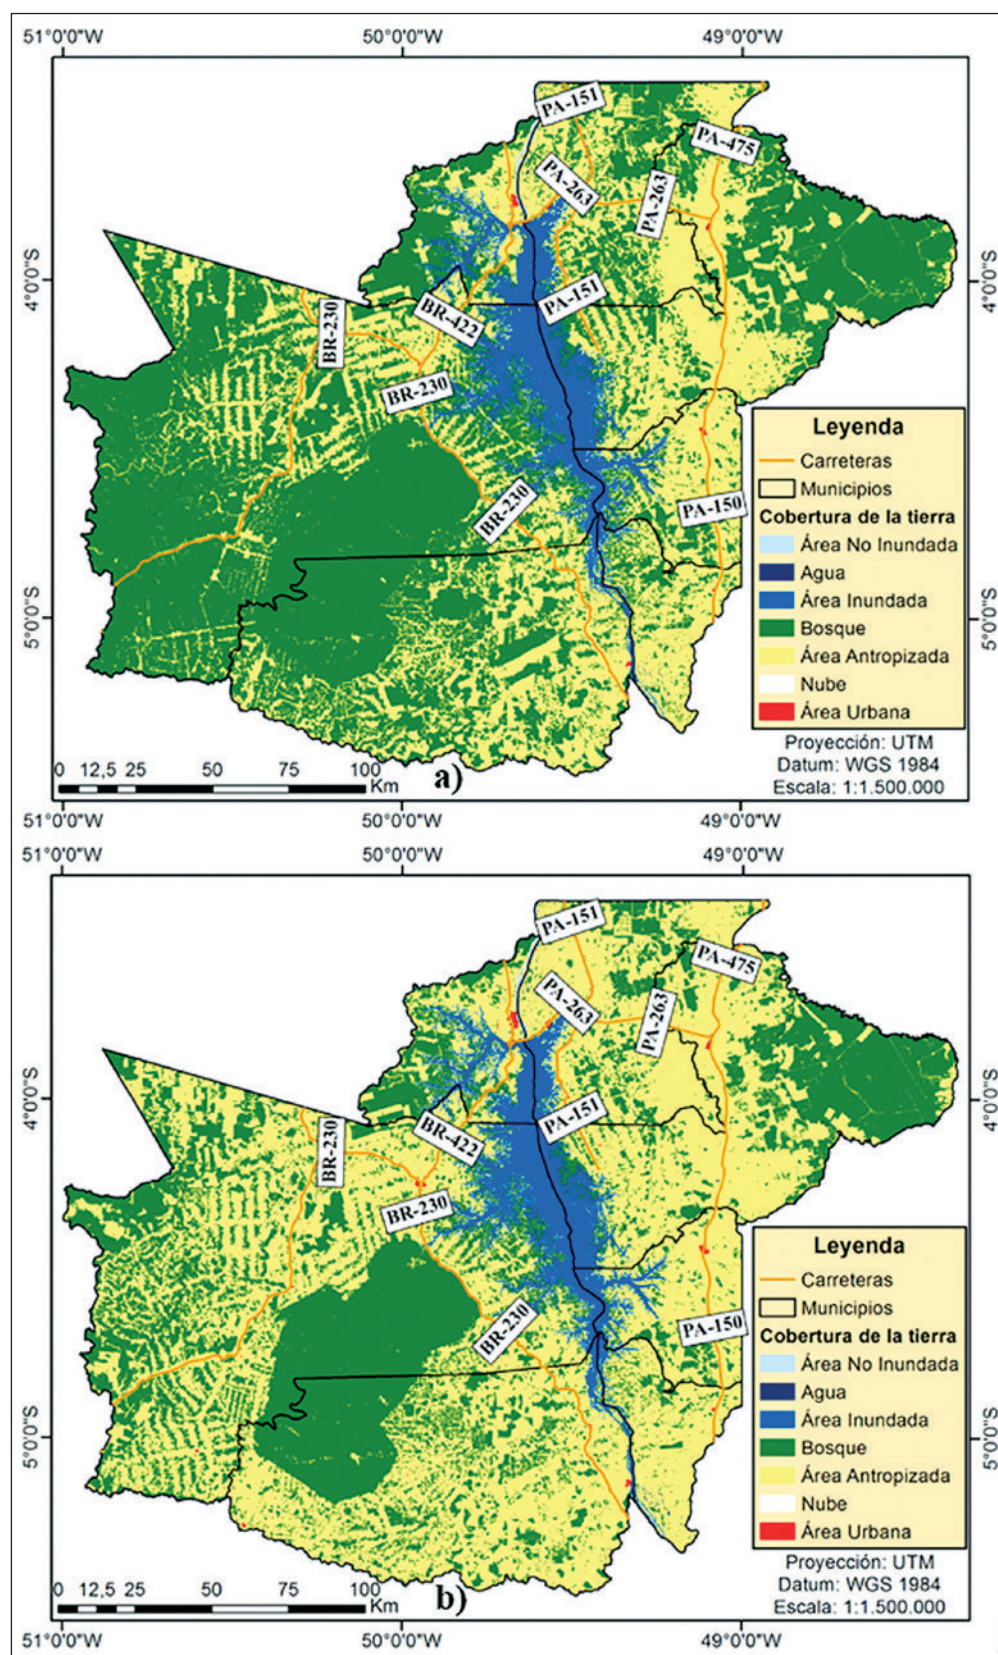 51°0'0"W 50°0'0"W 49°0'0"W
PA-151
PA-475
PA-263
PA-263
4°0'0"S
4°0'0"S
PA-151
BR-422
BR-230
BR-230
BR-230
PA-150
5°0'0"S
5°0'0"S
Leyenda
Carreteras
Municipios
Cobertura de la tierra
Área No Inundada
Agua
Área Inundada
Bosque
Área Antropizada
Nube
Área Urbana
Proyección: UTM
Datum: WGS 1984
Escala: 1:1.500.000
0 12,5 25 50 75 100
Km
a)
51°0'0"W 50°0'0"W 49°0'0"W
51°0'0"W 50°0'0"W 49°0'0"W
PA-151
PA-475
PA-263
PA-263
4°0'0"S
4°0'0"S
PA-151
BR-422
BR-230
BR-230
BR-230
PA-150
5°0'0"S
5°0'0"S
Leyenda
Carreteras
Municipios
Cobertura de la tierra
Área No Inundada
Agua
Área Inundada
Bosque
Área Antropizada
Nube
Área Urbana
Proyección: UTM
Datum: WGS 1984
Escala: 1:1.500.000
0 12,5 25 50 75 100
Km
b)
51°0'0"W 50°0'0"W 49°0'0"W